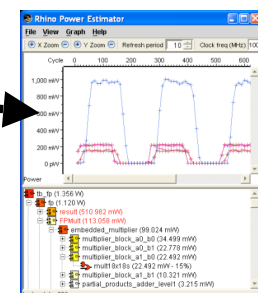 Rhino Power Estimator
File View Graph Help
X Zoom Y Zoom Refresh period 10 Clock freq (MHz) 100
Cycle 0 100 200 300 400 500 600
1,000 mW
800 mW
600 mW
400 mW
200 mW
0 µW
Power
tb_fp (1.356 W)
fp (1.120 W)
result (510.982 mW)
FPMult (113.058 mW)
embedded_multiplier (99.024 mW)
multiplier_block_a0_b0 (34.499 mW)
multiplier_block_a0_b1 (22.778 mW)
multiplier_block_a1_b0 (22.492 mW)
mult18x18s (22.492 mW - 15%)
multiplier_block_a1_b1 (10.321 mW)
partial_products_adder_level1 (3.215 mW)